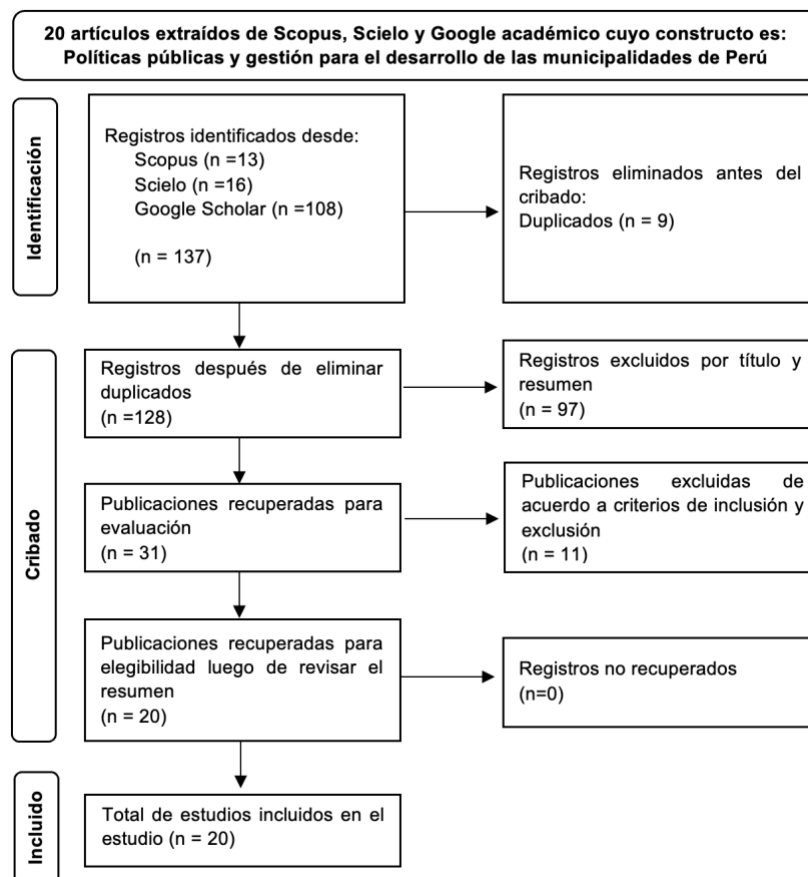 20 artículos extraídos de Scopus, Scielo y Google académico cuyo constructo es:
Políticas públicas y gestión para el desarrollo de las municipalidades de Perú
Identificación
Registros identificados desde:
Scopus (n =13)
Scielo (n =16)
Google Scholar (n =108)
(n = 137)
Registros eliminados antes del
cribado:
Duplicados (n = 9)
Cribado
Registros después de eliminar
duplicados
(n =128)
Registros excluidos por título y
resumen
(n = 97)
Publicaciones recuperadas para
evaluación
(n = 31)
Publicaciones excluidas de
acuerdo a criterios de inclusión y
exclusión
(n = 11)
Publicaciones recuperadas para
elegibilidad luego de revisar el
resumen
(n = 20)
Registros no recuperados
(n=0)
Incluido
Total de estudios incluidos en el
estudio (n = 20)